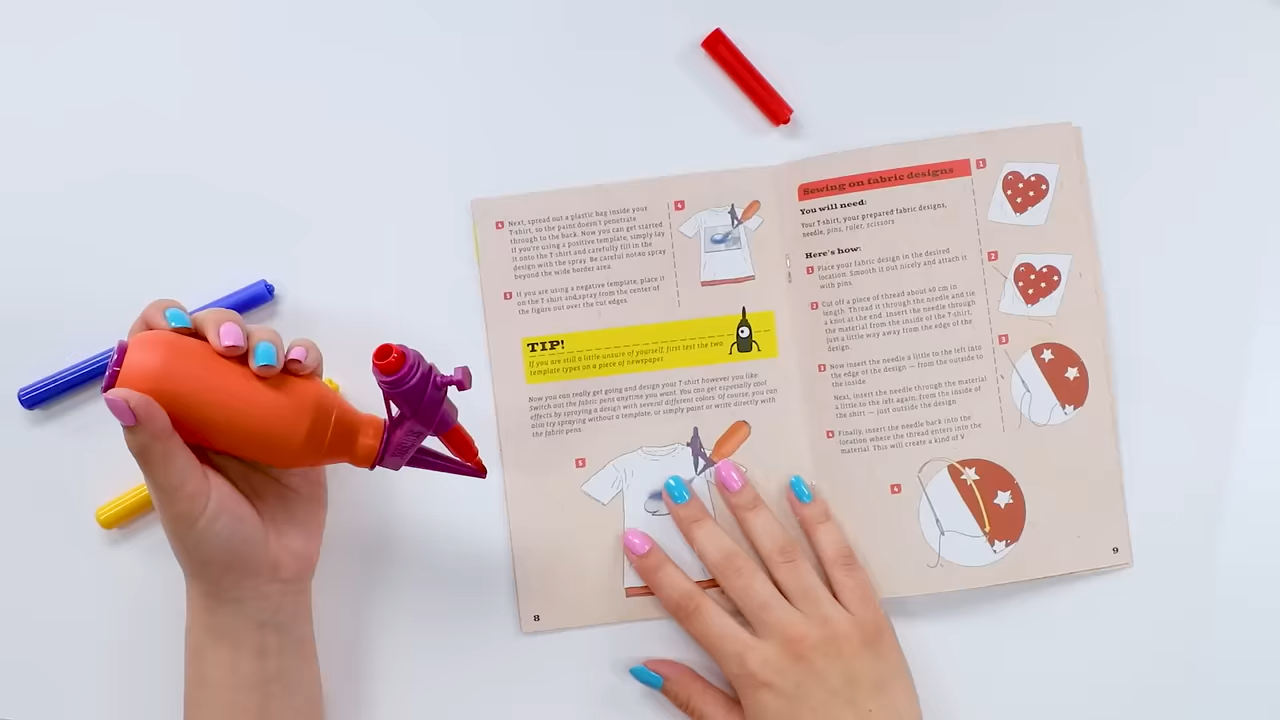 4 Next, spread out a plastic bag inside your
T-shirt, so the paint doesn't penetrate
through to the back. Now you can get started
If you're using a positive template, simply lay
it onto the T-shirt and carefully fill in the
design with the spray. Be careful not to spray
beyond the wide border area.
5 If you are using a negative template, place it
on the T-shirt and spray from the center of
the figure out over the cut edges.
4
TIP!
If you are still a little unsure of yourself, first test the two
template types on a piece of newspaper
Now you can really get going and design your T-shirt however you like.
Switch out the fabric pens anytime you want. You can get especially cool
effects by spraying a design with several different colors. Of course, you can
also try spraying without a template, or simply paint or write directly with
the fabric pens.
5
8
Sewing on fabric designs
You will need:
Your T-shirt, your prepared fabric designs,
needle, pins, ruler, scissors
Here's how:
1 Place your fabric design in the desired
location. Smooth it out nicely and attach it
with pins.
2 Cut off a piece of thread about 40 cm in
length. Thread it through the needle and tie
a knot at the end. Insert the needle through
the material from the inside of the T-shirt,
just a little way away from the edge of the
design.
3 Now insert the needle a little to the left into
the edge of the design — from the outside to
the inside.
Next, insert the needle through the material
a little to the left again, from the inside of
the shirt — just outside the design
4 Finally, insert the needle back into the
location where the thread enters into the
material. This will create a kind of V
1
2
3
4
9